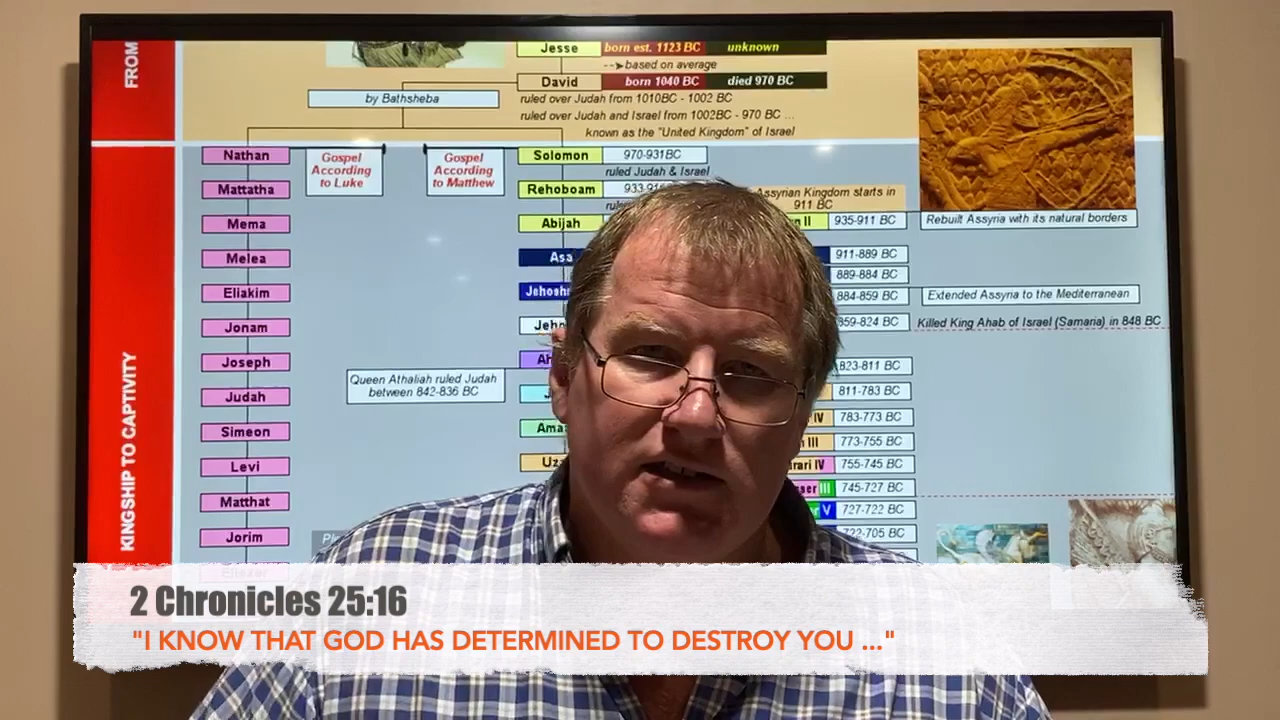 FROM
Jesse born est. 1123 BC unknown
based on average
David born 1040 BC died 970 BC
by Bathsheba
ruled over Judah from 1010BC - 1002 BC
ruled over Judah and Israel from 1002BC - 970 BC ...
known as the "United Kingdom" of Israel
KINGSHIP TO CAPTIVITY
Nathan
Gospel
According
to Luke
Gospel
According
to Matthew
Solomon 970-931BC
ruled Judah & Israel
Mattatha
Rehoboam
Assyrian Kingdom starts in
911 BC
Mema
Abijah
II 935-911 BC
Rebuilt Assyria with its natural borders
Melea
Asa
911-889 BC
889-884 BC
Eliakim
884-859 BC
Extended Assyria to the Mediterranean
Jonam
859-824 BC
Killed King Ahab of Israel (Samaria) in 848 BC
Joseph
823-811 BC
Queen Athaliah ruled Judah
between 842-836 BC
Judah
811-783 BC
Simeon
IV 783-773 BC
III 773-755 BC
Levi
IV 755-745 BC
Matthat
III 745-727 BC
V 727-722 BC
Jorim
722-705 BC
2 Chronicles 25:16
"I KNOW THAT GOD HAS DETERMINED TO DESTROY YOU ..."